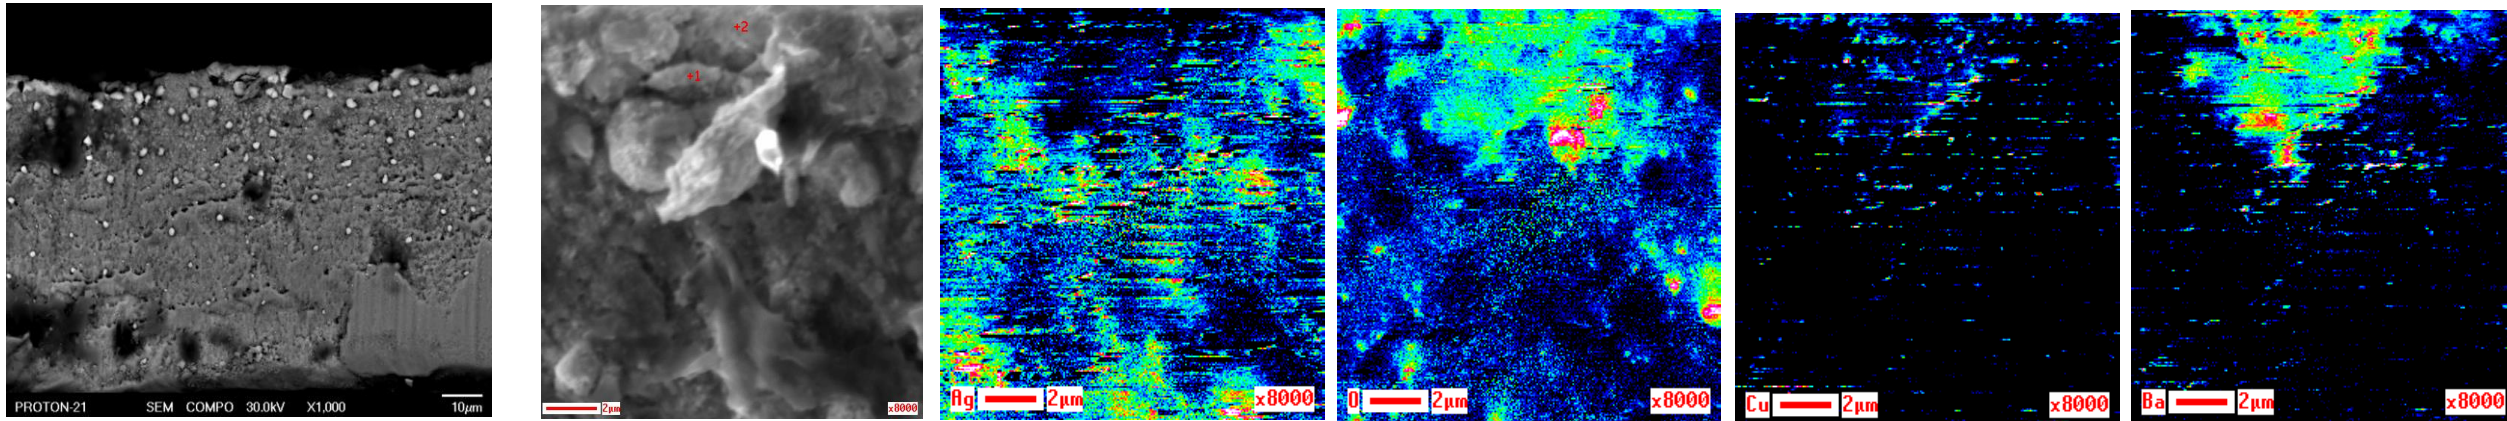 PROTON-21 SEM COMPO 30.0kV X1,000 10µm
+2
+1
2µm x8000
Ag 2µm x8000
O 2µm x8000
Cu 2µm x8000
Ba 2µm x8000